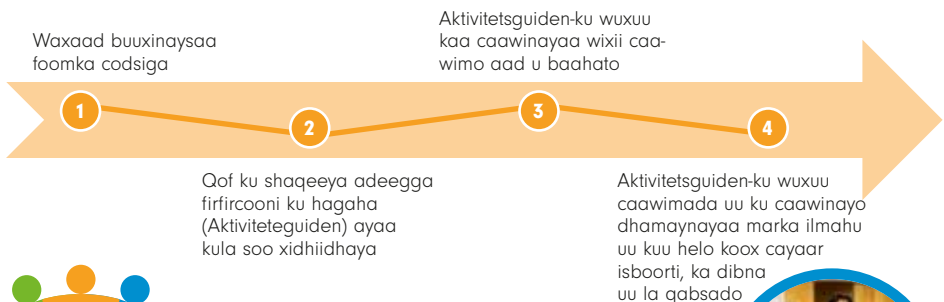 Waxaad buuxinaysaa
foomka codsiga
1
Qof ku shaqeeya adeegga
firfircooni ku hagaha
(Aktiviteteguiden) ayaa
kula soo xidhiidhaya
2
Aktivitetsguiden-ku wuxuu
kaa caawinayaa wixii caa-
wimo aad u baahato
3
Aktivitetsguiden-ku wuxuu
caawimada uu ku caawinayo
dhamaynayaa marka ilmahu
uu kuu helo koox cayaar
isboorti, ka dibna
uu la qabsado
4